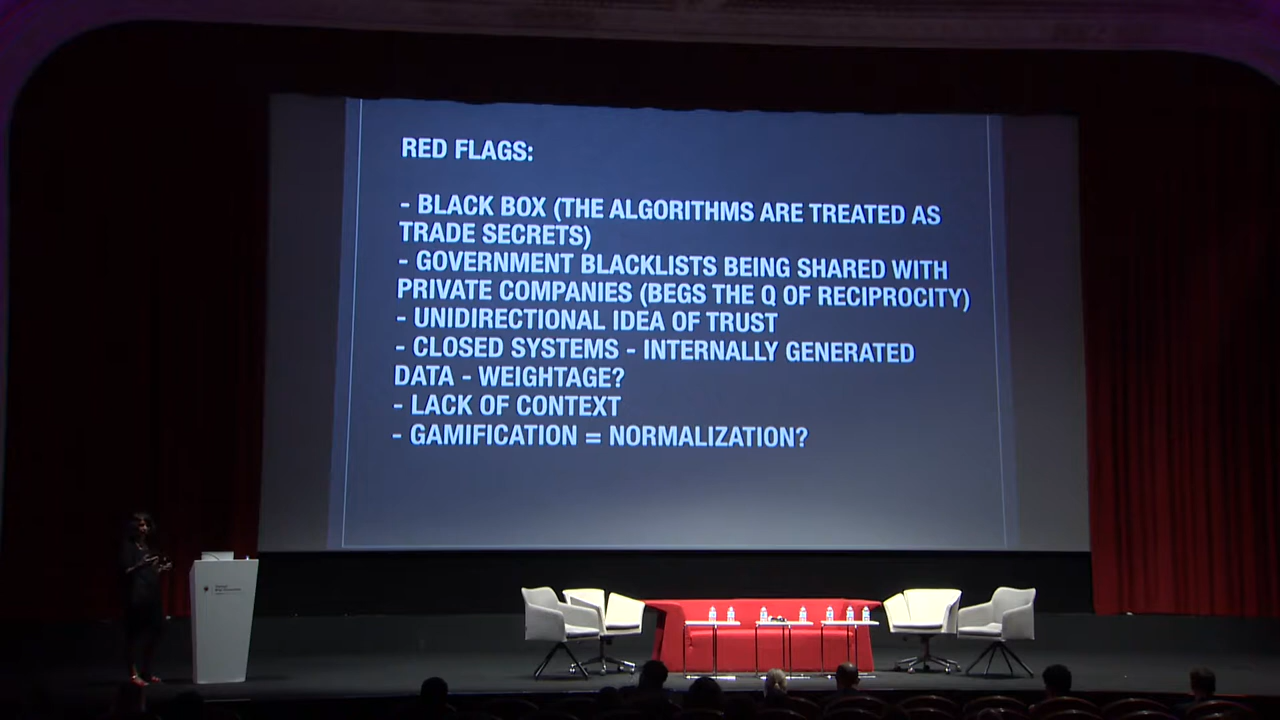 RED FLAGS:
- BLACK BOX (THE ALGORITHMS ARE TREATED AS
TRADE SECRETS)
- GOVERNMENT BLACKLISTS BEING SHARED WITH
PRIVATE COMPANIES (BEGS THE Q OF RECIPROCITY)
- UNIDIRECTIONAL IDEA OF TRUST
- CLOSED SYSTEMS - INTERNALLY GENERATED
DATA - WEIGHTAGE?
- LACK OF CONTEXT
- GAMIFICATION = NORMALIZATION?